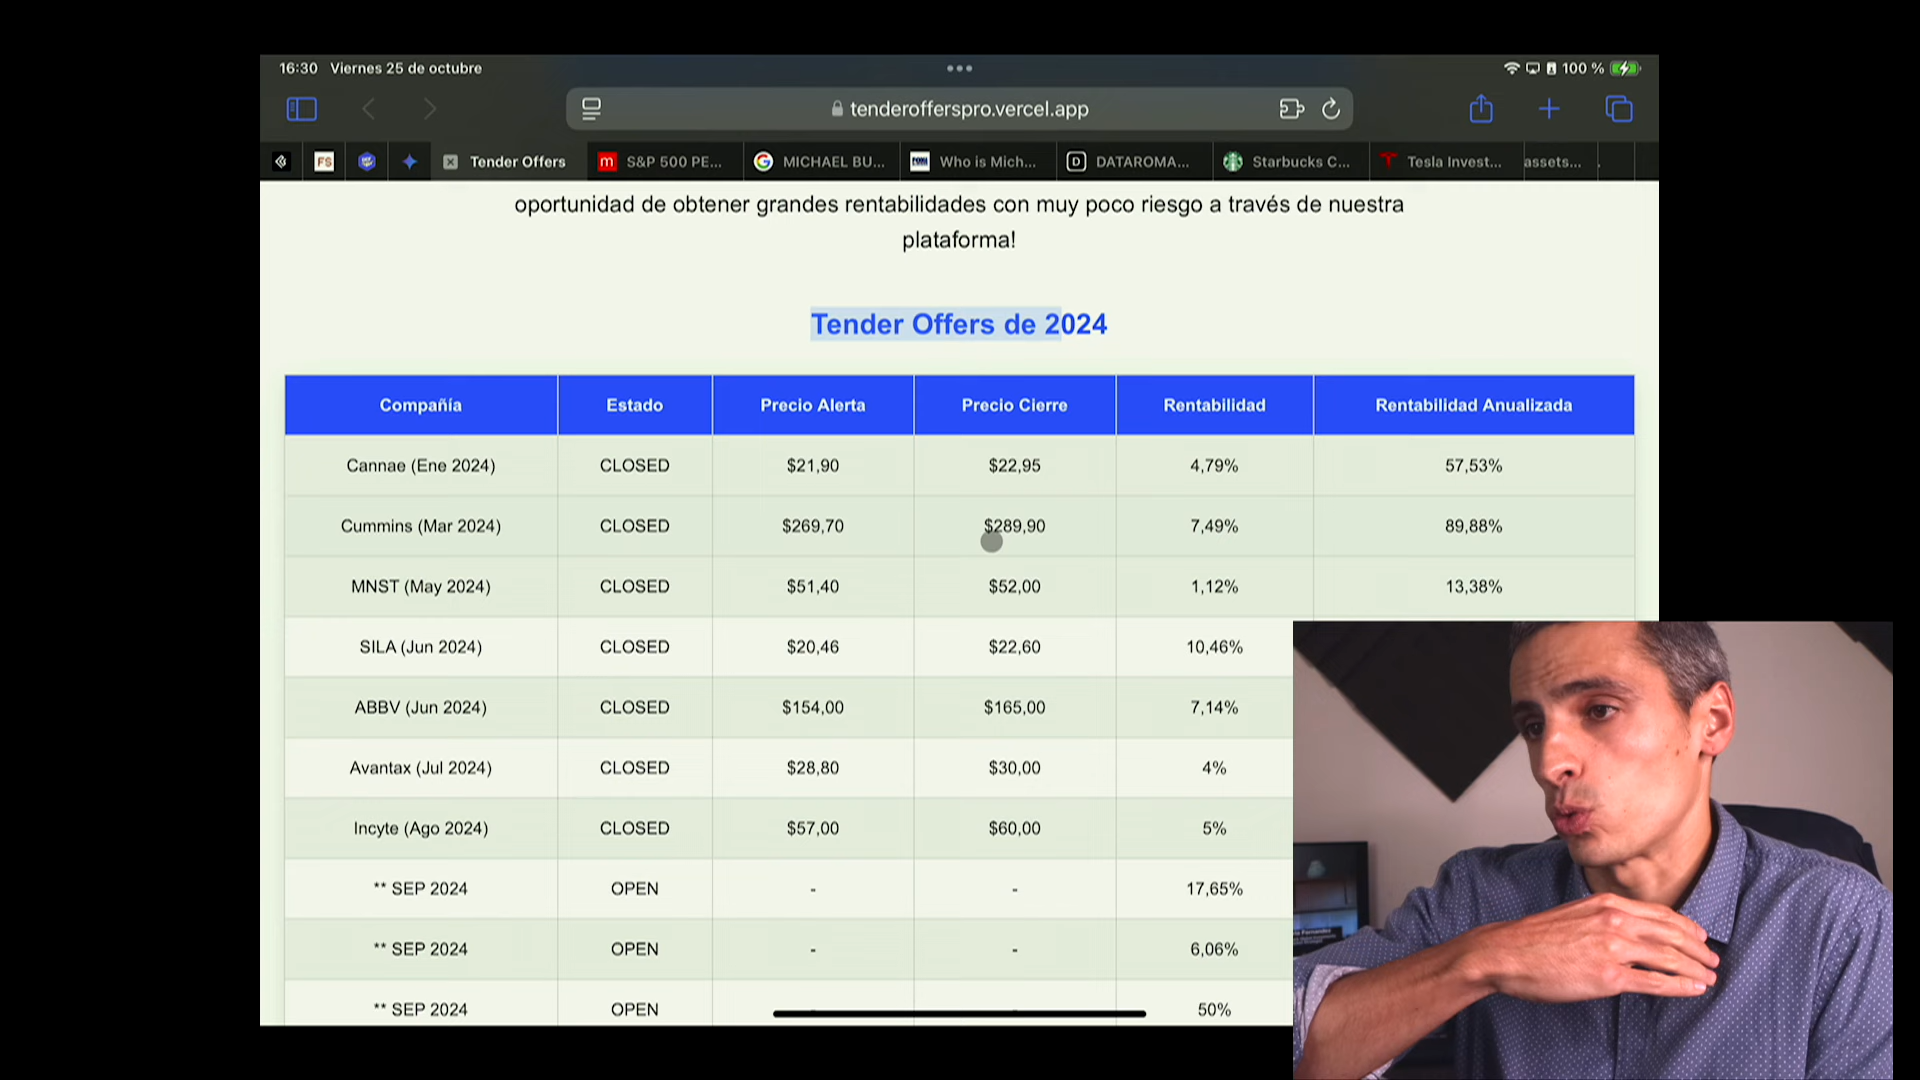 16:30 Viernes 25 de octubre
100 %
tenderofferspro.vercel.app
FS
Tender Offers
m S&P 500 PE...
G MICHAEL BU...
Who is Mich...
D DATAROMA...
Starbucks C...
Tesla Invest...
assets...
oportunidad de obtener grandes rentabilidades con muy poco riesgo a través de nuestra
plataforma!
Tender Offers de 2024
Compañía Estado Precio Alerta Precio Cierre Rentabilidad Rentabilidad Anualizada
Cannae (Ene 2024) CLOSED $21,90 $22,95 4,79% 57,53%
Cummins (Mar 2024) CLOSED $269,70 $289,90 7,49% 89,88%
MNST (May 2024) CLOSED $51,40 $52,00 1,12% 13,38%
SILA (Jun 2024) CLOSED $20,46 $22,60 10,46%
ABBV (Jun 2024) CLOSED $154,00 $165,00 7,14%
Avantax (Jul 2024) CLOSED $28,80 $30,00 4%
Incyte (Ago 2024) CLOSED $57,00 $60,00 5%
** SEP 2024 OPEN - - 17,65%
** SEP 2024 OPEN - - 6,06%
** SEP 2024 OPEN 50%